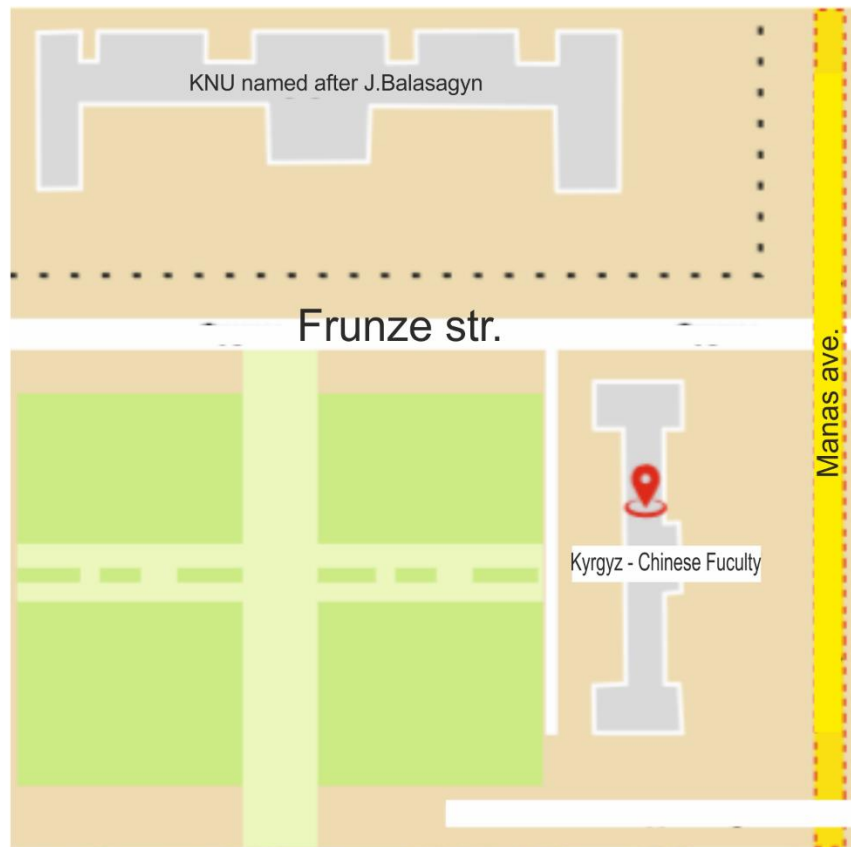 KNU named after J.Balasagyn
Frunze str.
Manas ave.
Kyrgyz - Chinese Fuculty